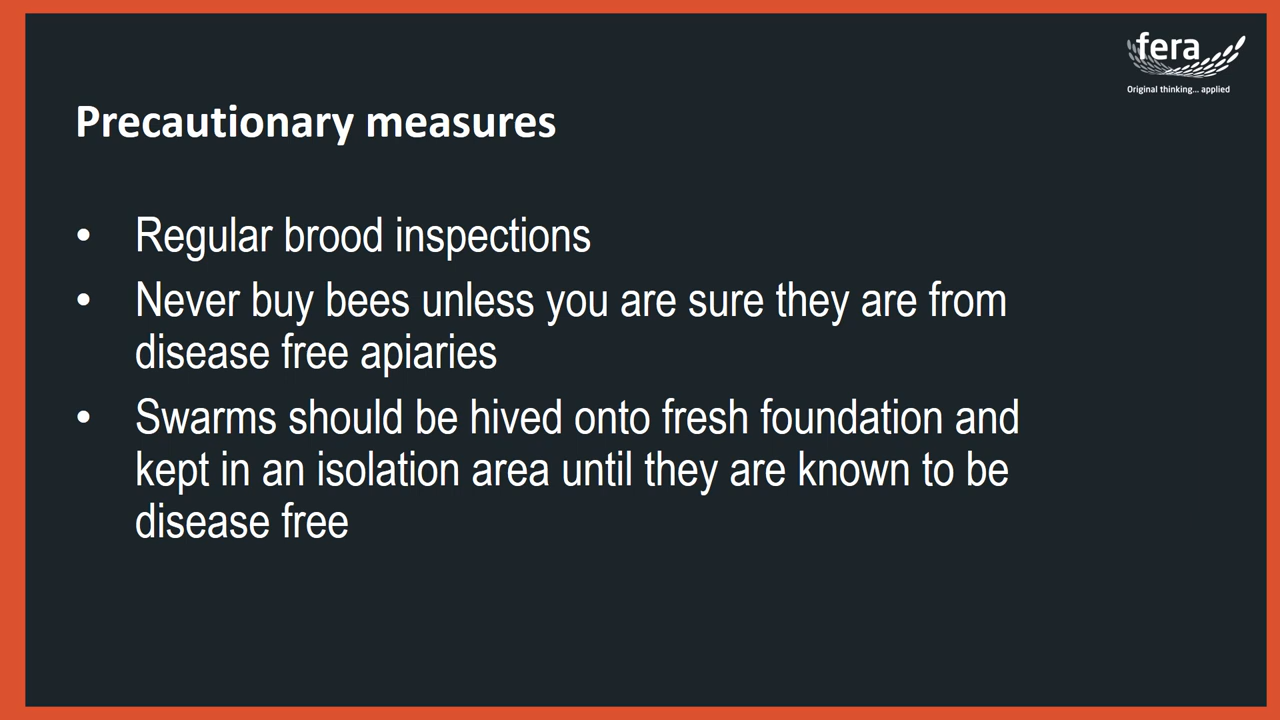 fera
Original thinking... applied
Precautionary measures
• Regular brood inspections
• Never buy bees unless you are sure they are from
disease free apiaries
• Swarms should be hived onto fresh foundation and
kept in an isolation area until they are known to be
disease free